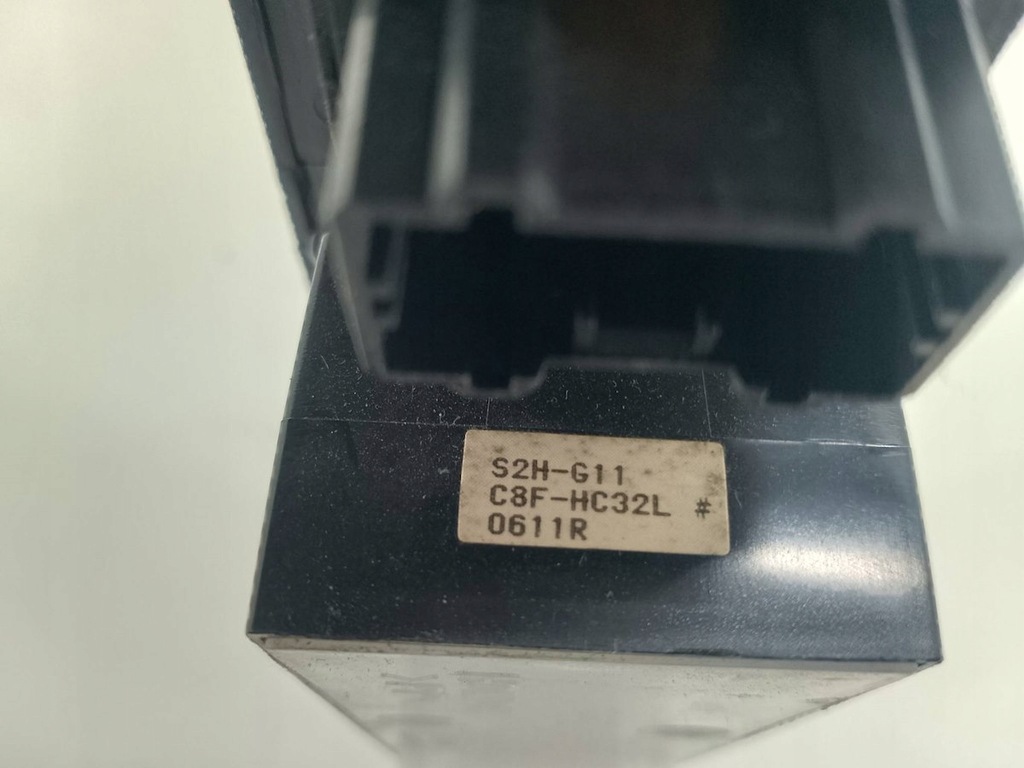 S2H-G11
C8F-HC32L #
0611R